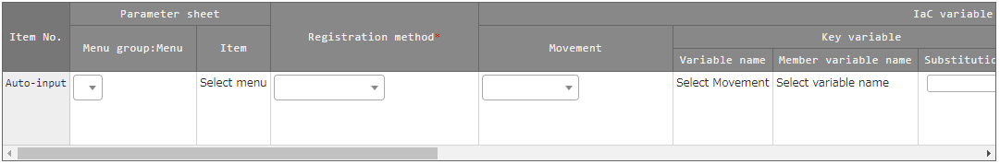 Parameter sheet IaC variable
Item No. Registration method* Key variable
Menu group:Menu Item Movement
Variable name Member variable name Substitutio
Auto-input Select menu Select Movement Select variable name